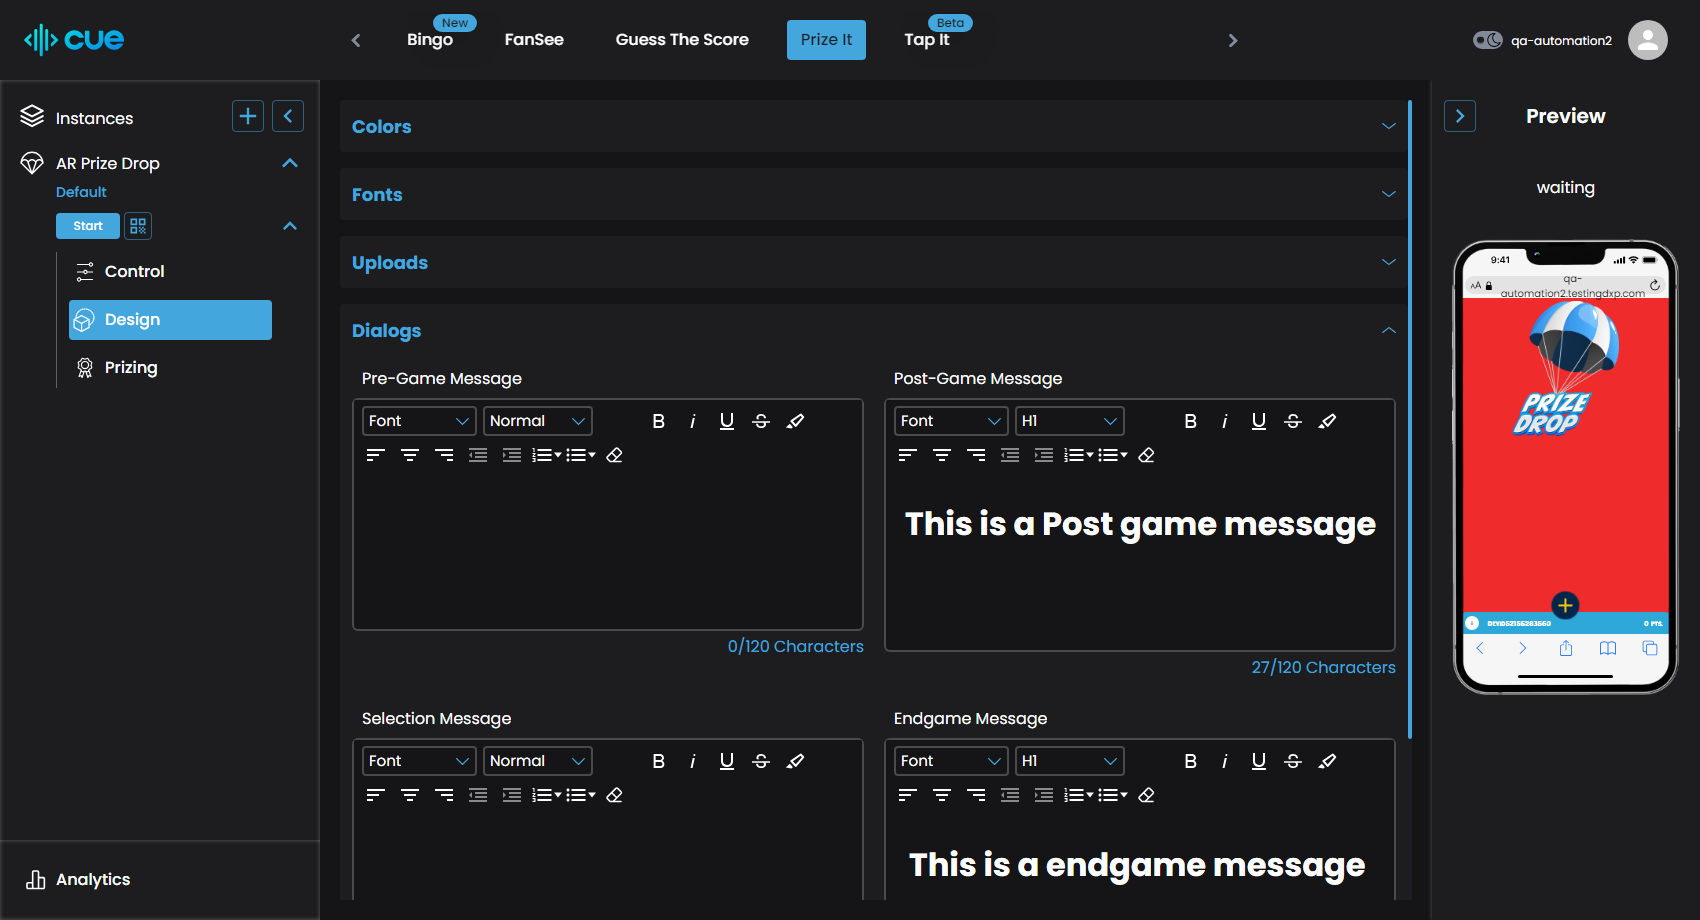 cue
Bingo
New
FanSee
Guess The Score
Prize It
Tap It
Beta
qa-automation2
Instances
AR Prize Drop
Default
Start
Control
Design
Prizing
Analytics
Colors
Fonts
Uploads
Dialogs
Pre-Game Message
Font
Normal
B i U S
0/120 Characters
Post-Game Message
Font
H1
B i U S
This is a Post game message
27/120 Characters
Selection Message
Font
Normal
B i U S
Endgame Message
Font
H1
B i U S
This is a endgame message
Preview
waiting
9:41
AA
qa-
automation2.testingdxp.com
PRIZE
DROP
0 PTS.